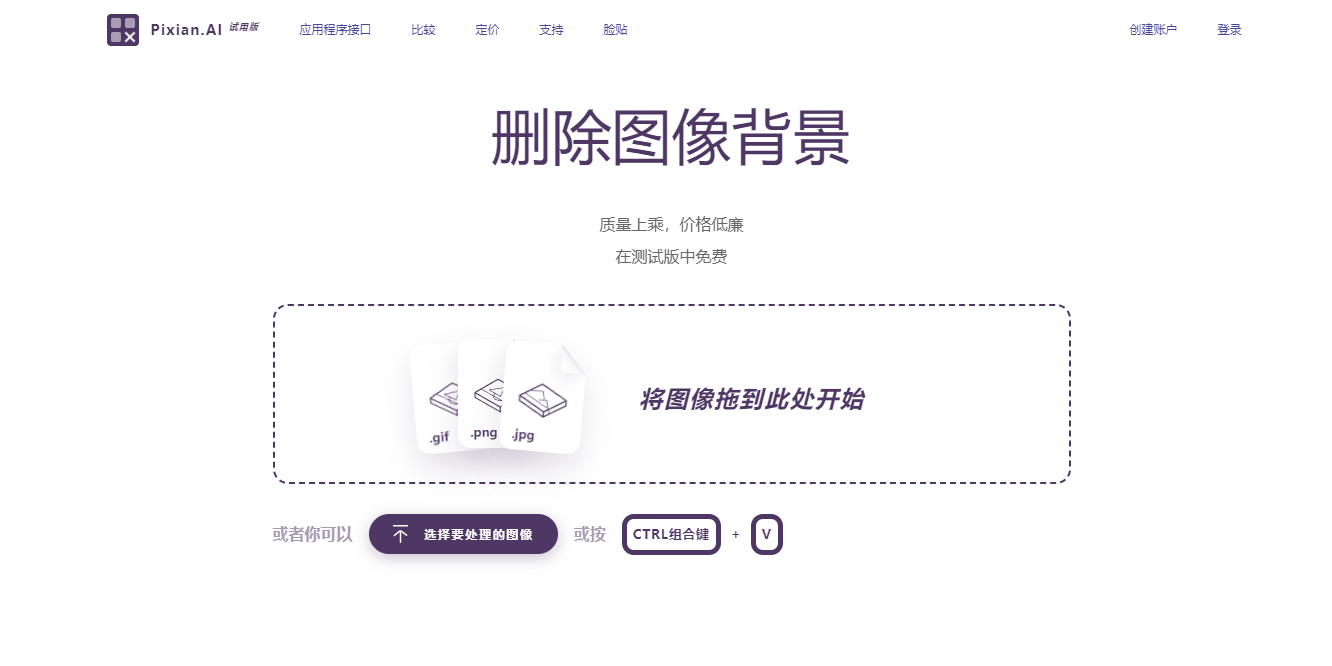 Pixian.AI 试用版 应用程序接口 比较 定价 支持 脸贴 创建账户 登录
删除图像背景
质量上乘，价格低廉
在测试版中免费
.gif .png .jpg
将图像拖到此处开始
或者你可以 选择要处理的图像 或按 CTRL组合键 + V